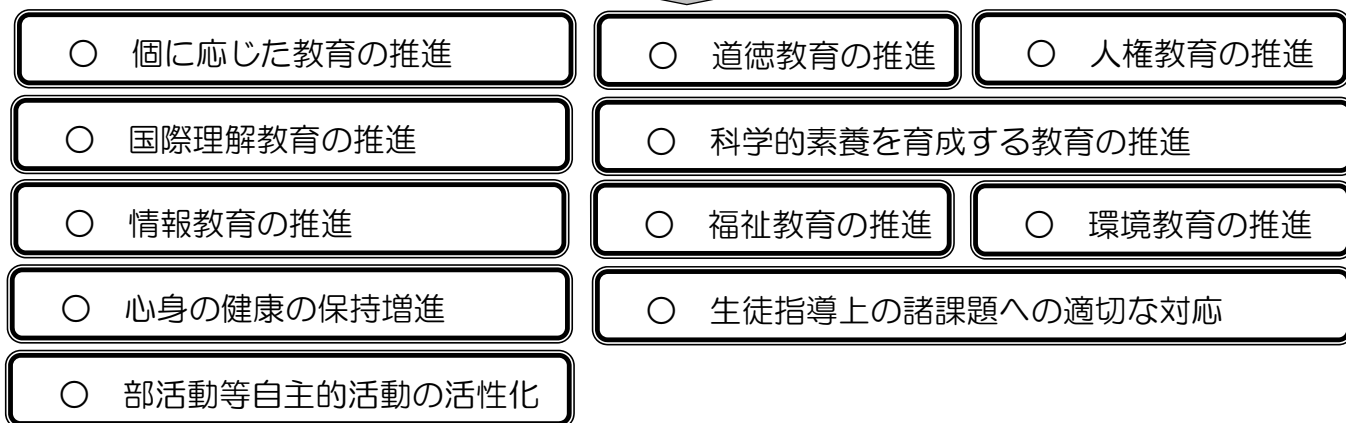 ○ 個に応じた教育の推進
○ 道徳教育の推進
○ 人権教育の推進
○ 国際理解教育の推進
○ 科学的素養を育成する教育の推進
○ 情報教育の推進
○ 福祉教育の推進
○ 環境教育の推進
○ 心身の健康の保持増進
○ 生徒指導上の諸課題への適切な対応
○ 部活動等自主的活動の活性化